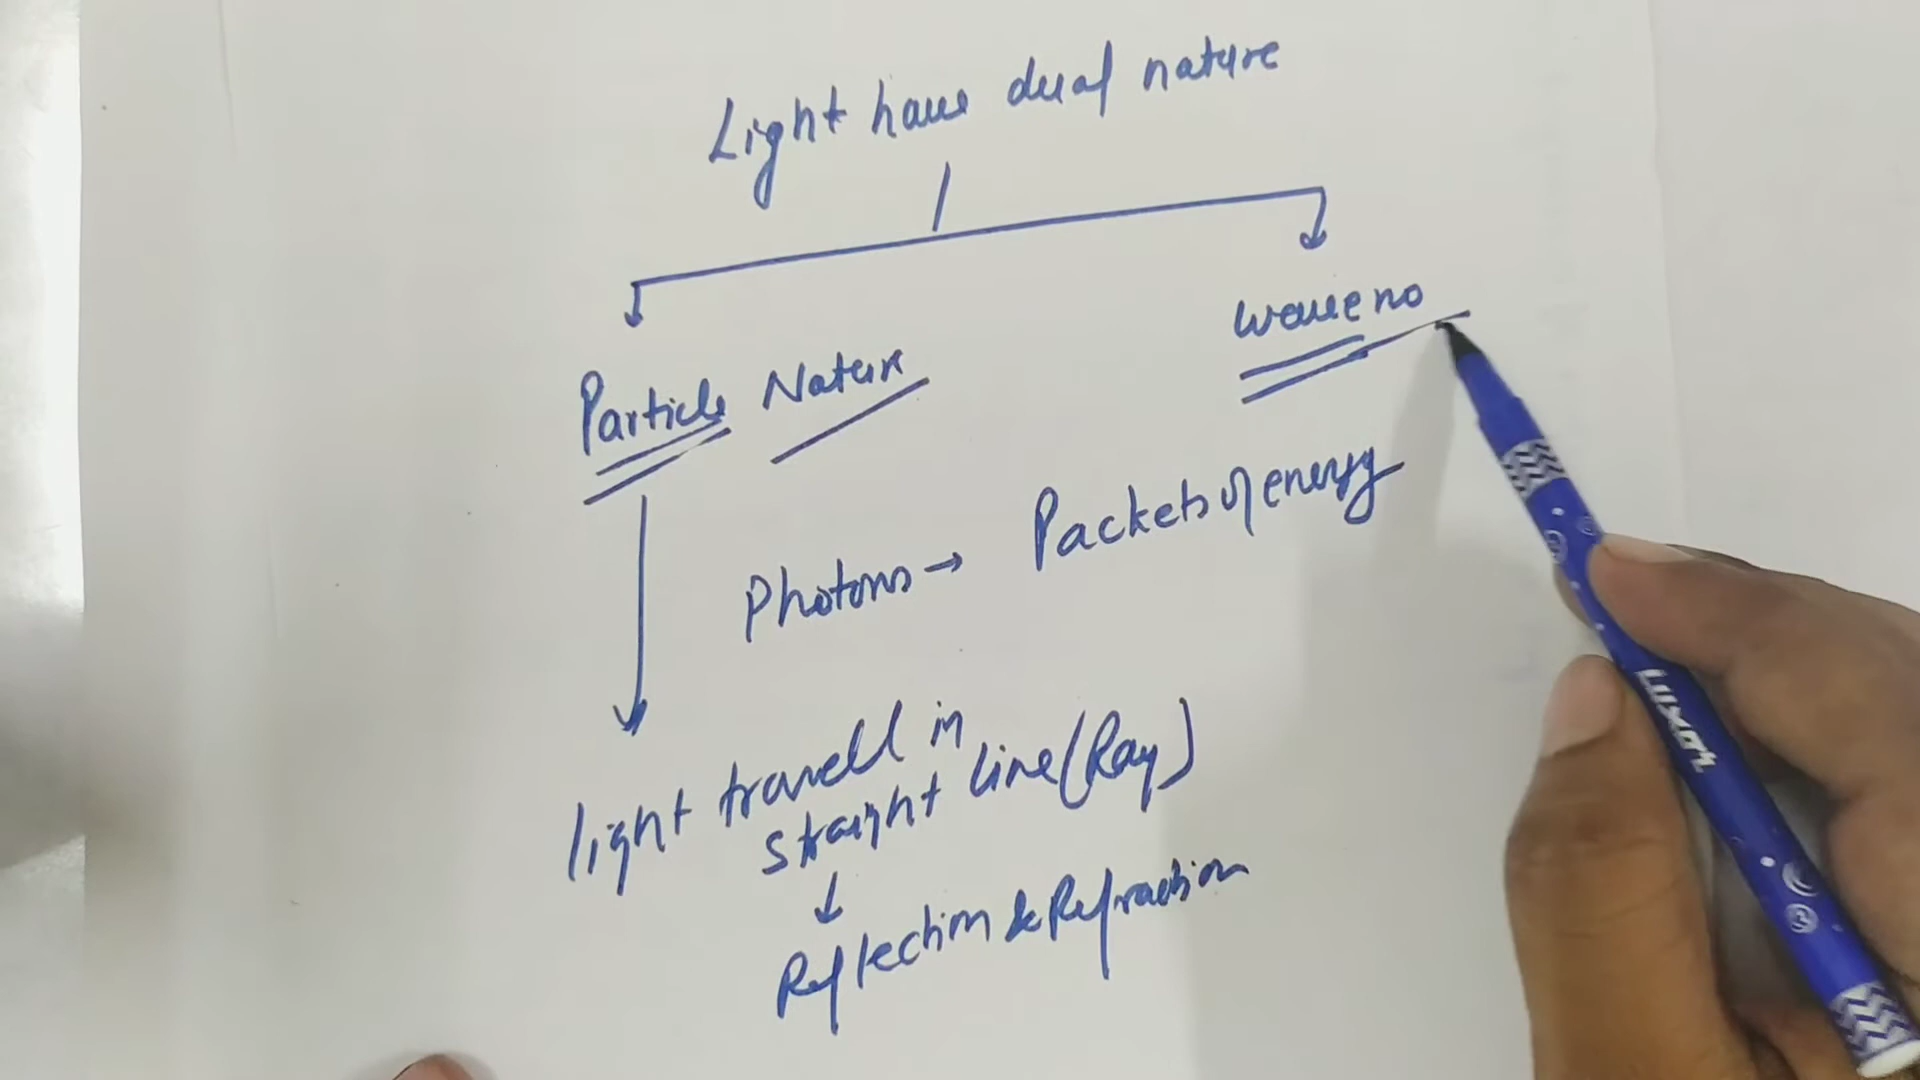 Light have dual nature
Particle Nature
wave no
Photons → Packets of energy
light travell in
straight line (Ray)
↓
Reflection & Refraction
Luxor